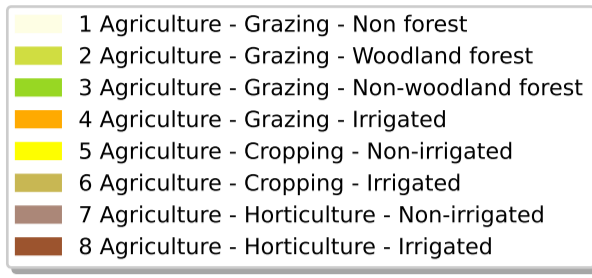 1 Agriculture - Grazing - Non forest
2 Agriculture - Grazing - Woodland forest
3 Agriculture - Grazing - Non-woodland forest
4 Agriculture - Grazing - Irrigated
5 Agriculture - Cropping - Non-irrigated
6 Agriculture - Cropping - Irrigated
7 Agriculture - Horticulture - Non-irrigated
8 Agriculture - Horticulture - Irrigated